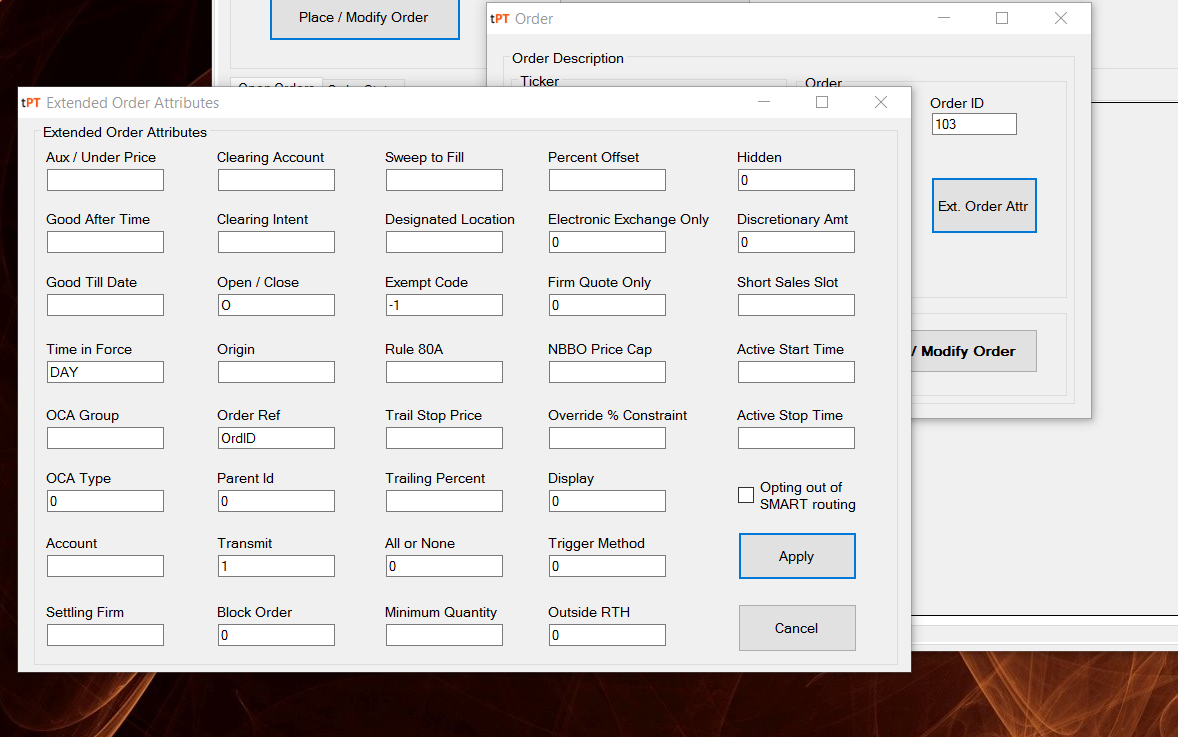 Place / Modify Order
tPT Order
Order Description
Ticker
Order
Order ID
103
Ext. Order Attr
/ Modify Order
tPT Extended Order Attributes
Extended Order Attributes
Aux / Under Price
Clearing Account
Sweep to Fill
Percent Offset
Hidden
0
Good After Time
Clearing Intent
Designated Location
Electronic Exchange Only
0
Discretionary Amt
0
Good Till Date
Open / Close
O
Exempt Code
-1
Firm Quote Only
0
Short Sales Slot
Time in Force
DAY
Origin
Rule 80A
NBBO Price Cap
Active Start Time
OCA Group
Order Ref
OrdID
Trail Stop Price
Override % Constraint
Active Stop Time
OCA Type
0
Parent Id
0
Trailing Percent
Display
0
Opting out of
SMART routing
Account
Transmit
1
All or None
0
Trigger Method
0
Apply
Settling Firm
Block Order
0
Minimum Quantity
Outside RTH
0
Cancel